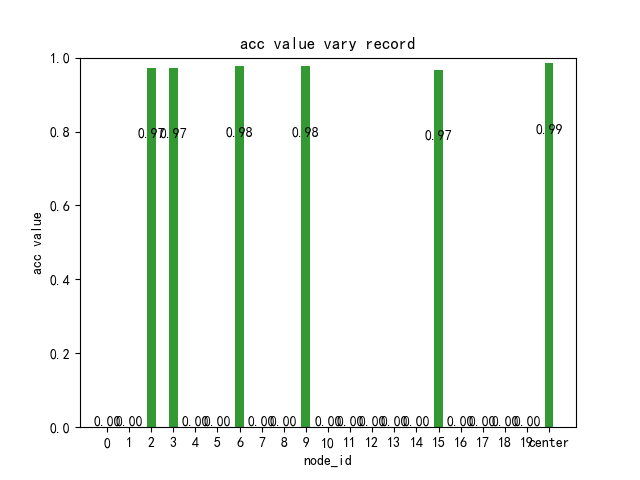 acc value vary record
1.0
0.8
0.6
0.4
0.2
0.0
acc value
0.00 0.00 0.97 0.97 0.00 0.00 0.98 0.00 0.00 0.98 0.00 0.00 0.00 0.00 0.00 0.97 0.00 0.00 0.00 0.00 0.99
0 1 2 3 4 5 6 7 8 9 10 11 12 13 14 15 16 17 18 19 center
node_id